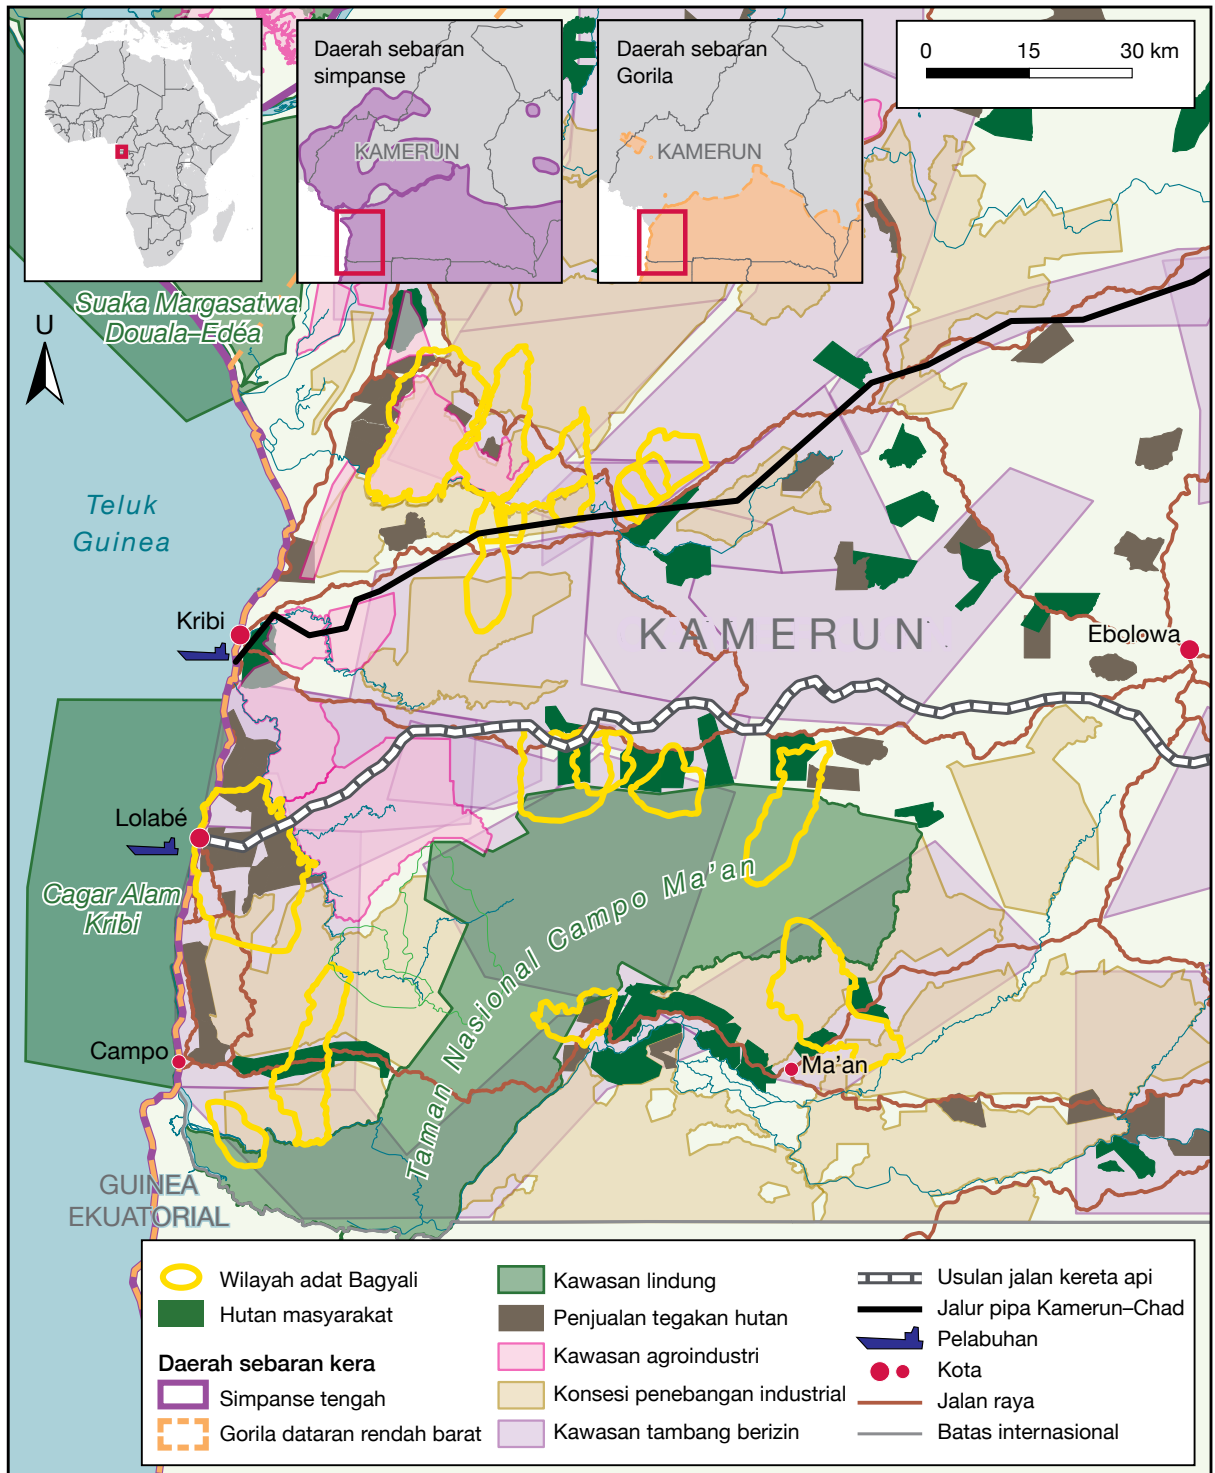 Daerah sebaran
simpanse
KAMERUN
Daerah sebaran
Gorila
KAMERUN
0 15 30 km
Suaka Margasatwa
Douala–Edéa
U
Teluk
Guinea
Kribi
KAMERUN
Ebolowa
Lolabé
Cagar Alam
Kribi
Taman Nasional Campo Ma'an
Campo
Ma'an
GUINEA
EKUATORIAL
Wilayah adat Bagyali
Hutan masyarakat
Daerah sebaran kera
Simpanse tengah
Gorila dataran rendah barat
Kawasan lindung
Penjualan tegakan hutan
Kawasan agroindustri
Konsesi penebangan industrial
Kawasan tambang berizin
Usulan jalan kereta api
Jalur pipa Kamerun–Chad
Pelabuhan
Kota
Jalan raya
Batas internasional